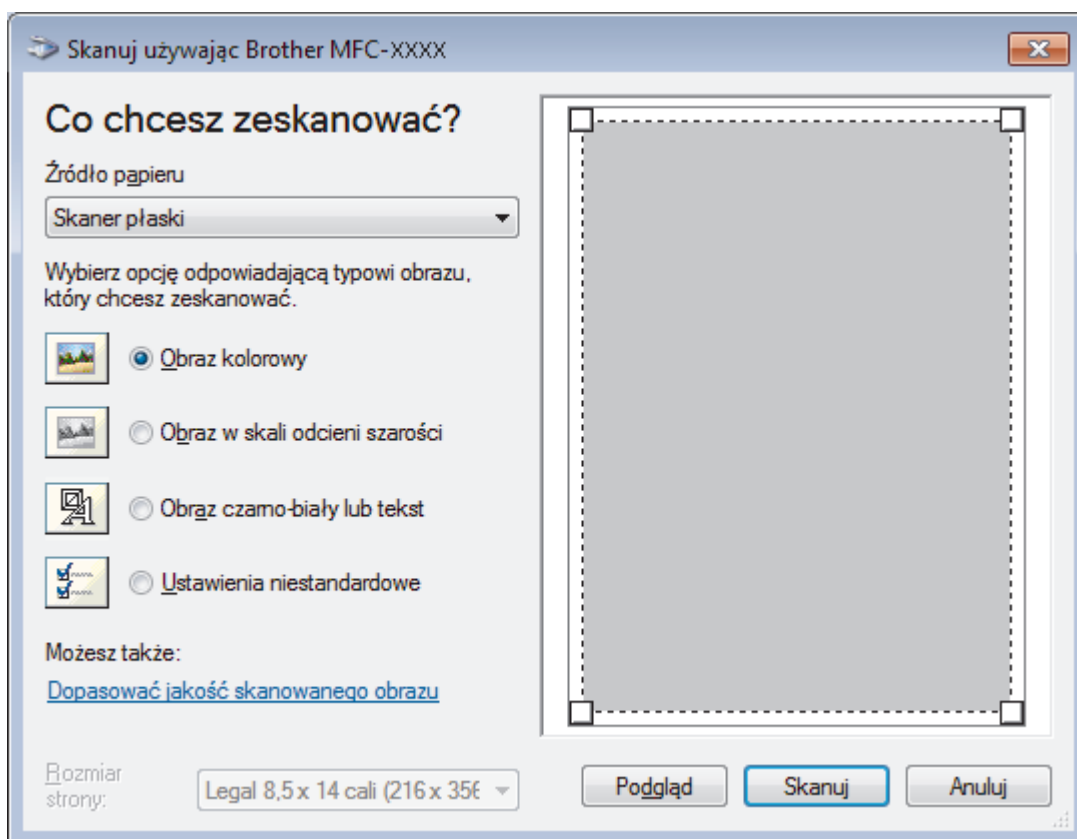 Skanuj używając Brother MFC-XXXX
Co chcesz zeskanować?
Źródło papieru
Skaner płaski
Wybierz opcję odpowiadającą typowi obrazu,
który chcesz zeskanować.
Obraz kolorowy
Obraz w skali odcieni szarości
Obraz czarno-biały lub tekst
Ustawienia niestandardowe
Możesz także:
Dopasować jakość skanowanego obrazu
Rozmiar
strony:
Legal 8,5 x 14 cali (216 x 356
Podgląd
Skanuj
Anuluj